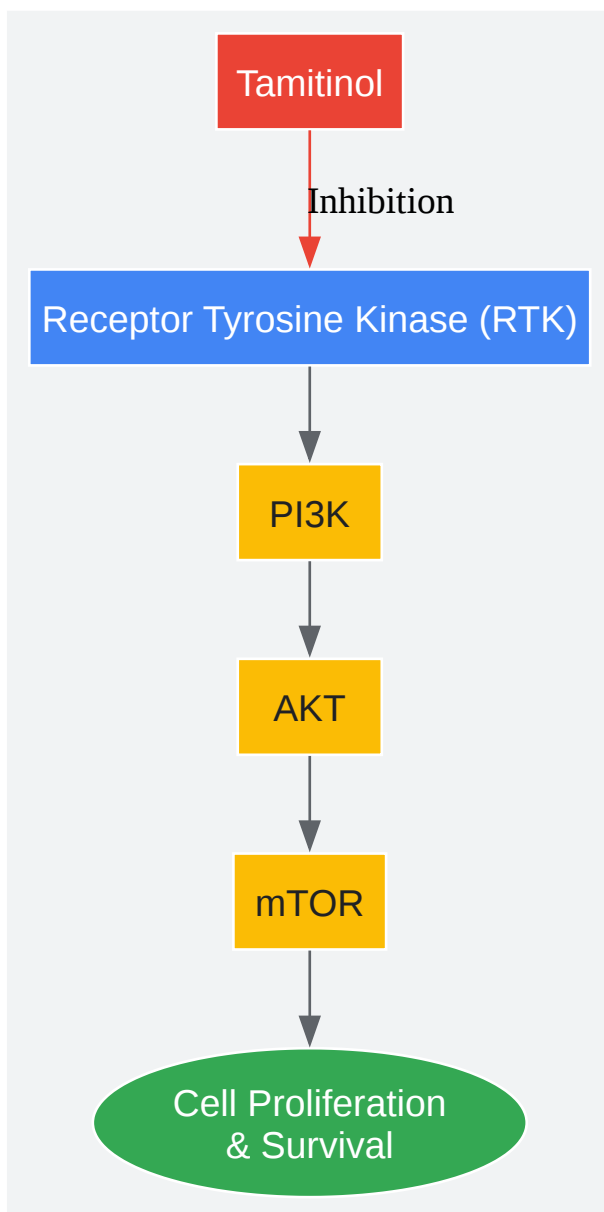 Tamitinol
Inhibition
Receptor Tyrosine Kinase (RTK)
PI3K
AKT
mTOR
Cell Proliferation
& Survival